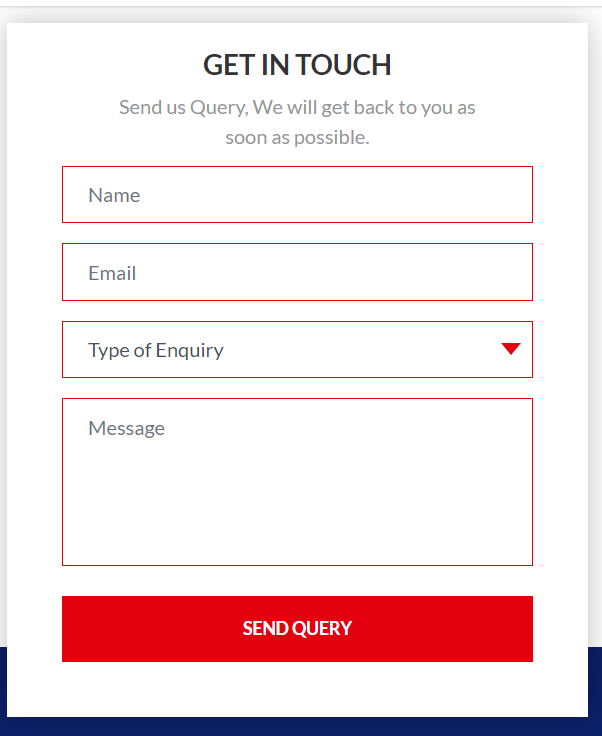 GET IN TOUCH
Send us Query, We will get back to you as
soon as possible.
Name
Email
Type of Enquiry
Message
SEND QUERY